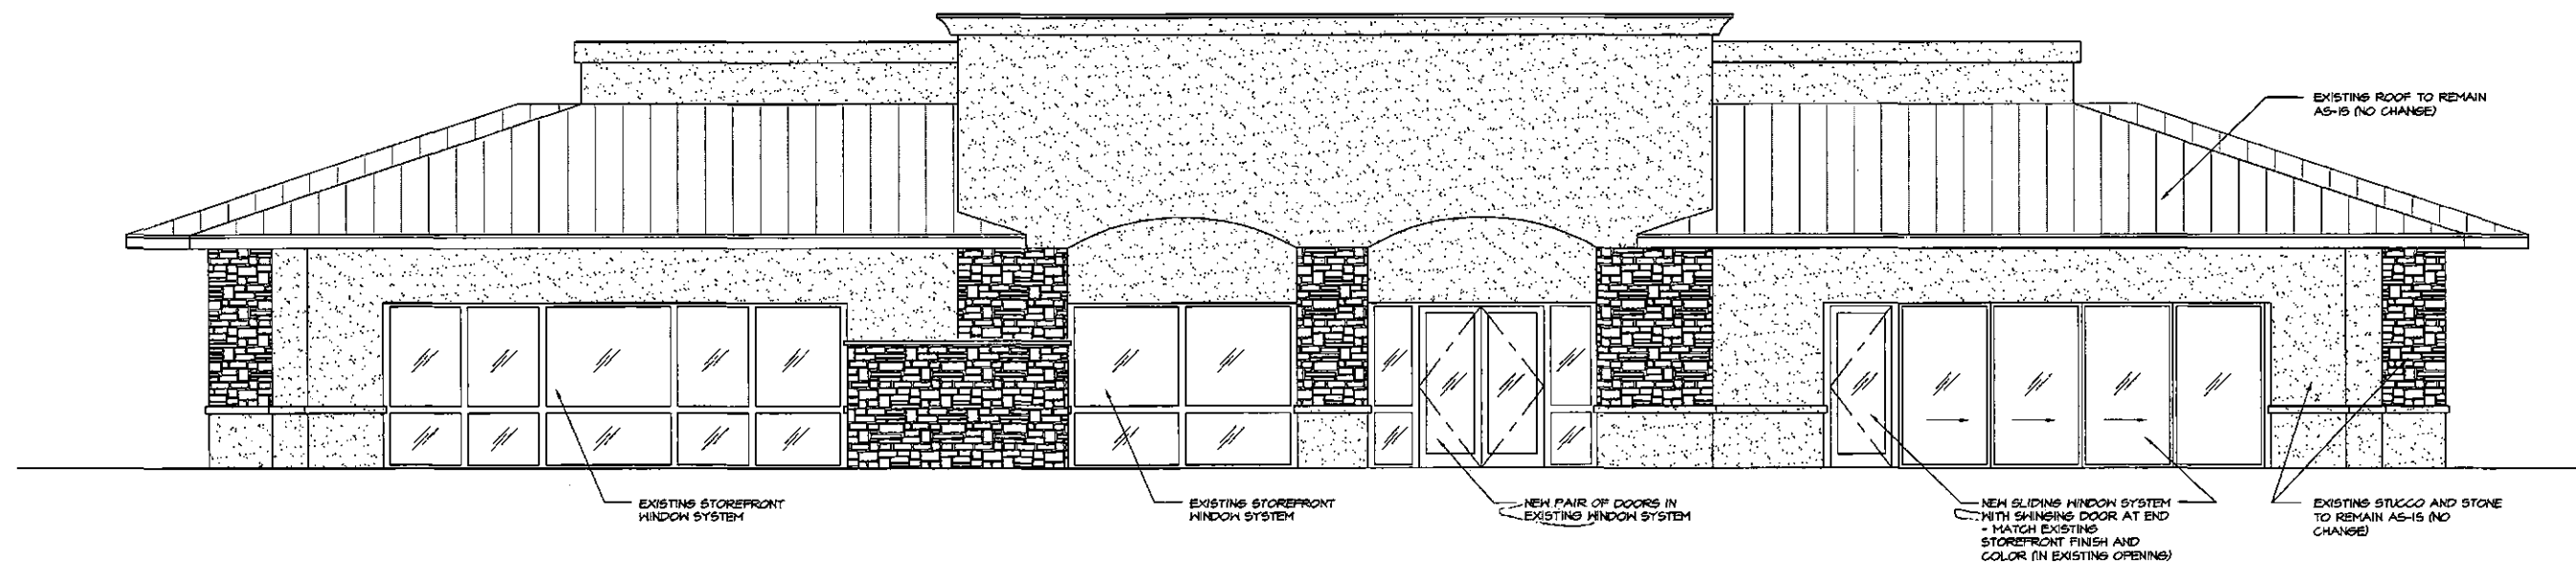 EXISTING ROOF TO REMAIN
AS-IS (NO CHANGE)
EXISTING STOREFRONT
WINDOW SYSTEM
EXISTING STOREFRONT
WINDOW SYSTEM
NEW PAIR OF DOORS IN
EXISTING WINDOW SYSTEM
NEW SLIDING WINDOW SYSTEM
WITH SWINGING DOOR AT END
- MATCH EXISTING
STOREFRONT FINISH AND
COLOR (IN EXISTING OPENING)
EXISTING STUCCO AND STONE
TO REMAIN AS-IS (NO
CHANGE)